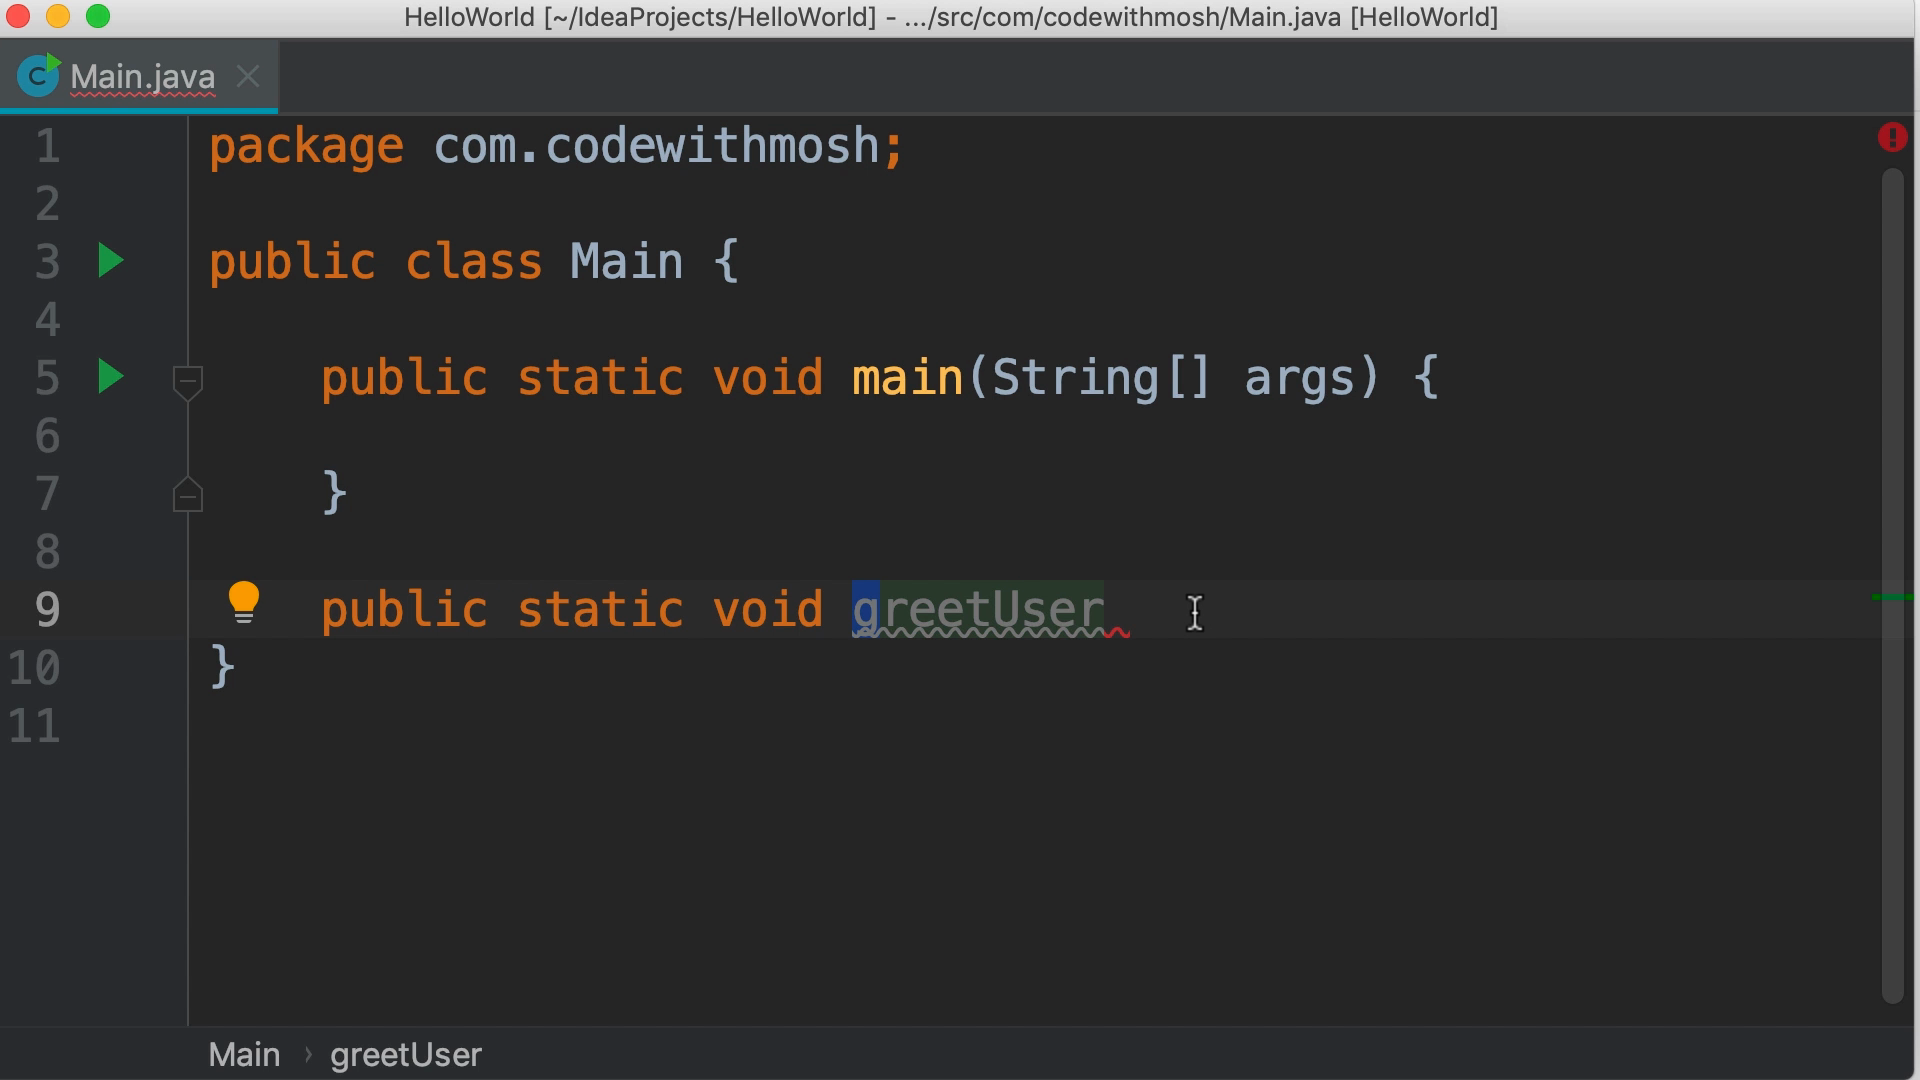 HelloWorld [~/IdeaProjects/HelloWorld] - .../src/com/codewithmosh/Main.java [HelloWorld]
C Main.java
1 package com.codewithmosh;
2
3 public class Main {
4
5 public static void main(String[] args) {
6
7 }
8
9 public static void greetUser
10 }
11
Main › greetUser